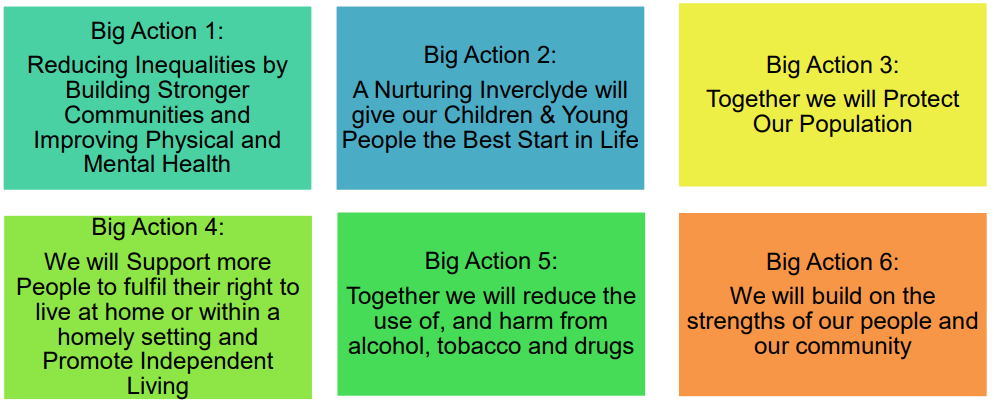 Big Action 1:
Reducing Inequalities by
Building Stronger
Communities and
Improving Physical and
Mental Health
Big Action 2:
A Nurturing Inverclyde will
give our Children & Young
People the Best Start in Life
Big Action 3:
Together we will Protect
Our Population
Big Action 4:
We will Support more
People to fulfil their right to
live at home or within a
homely setting and
Promote Independent
Living
Big Action 5:
Together we will reduce the
use of, and harm from
alcohol, tobacco and drugs
Big Action 6:
We will build on the
strengths of our people and
our community